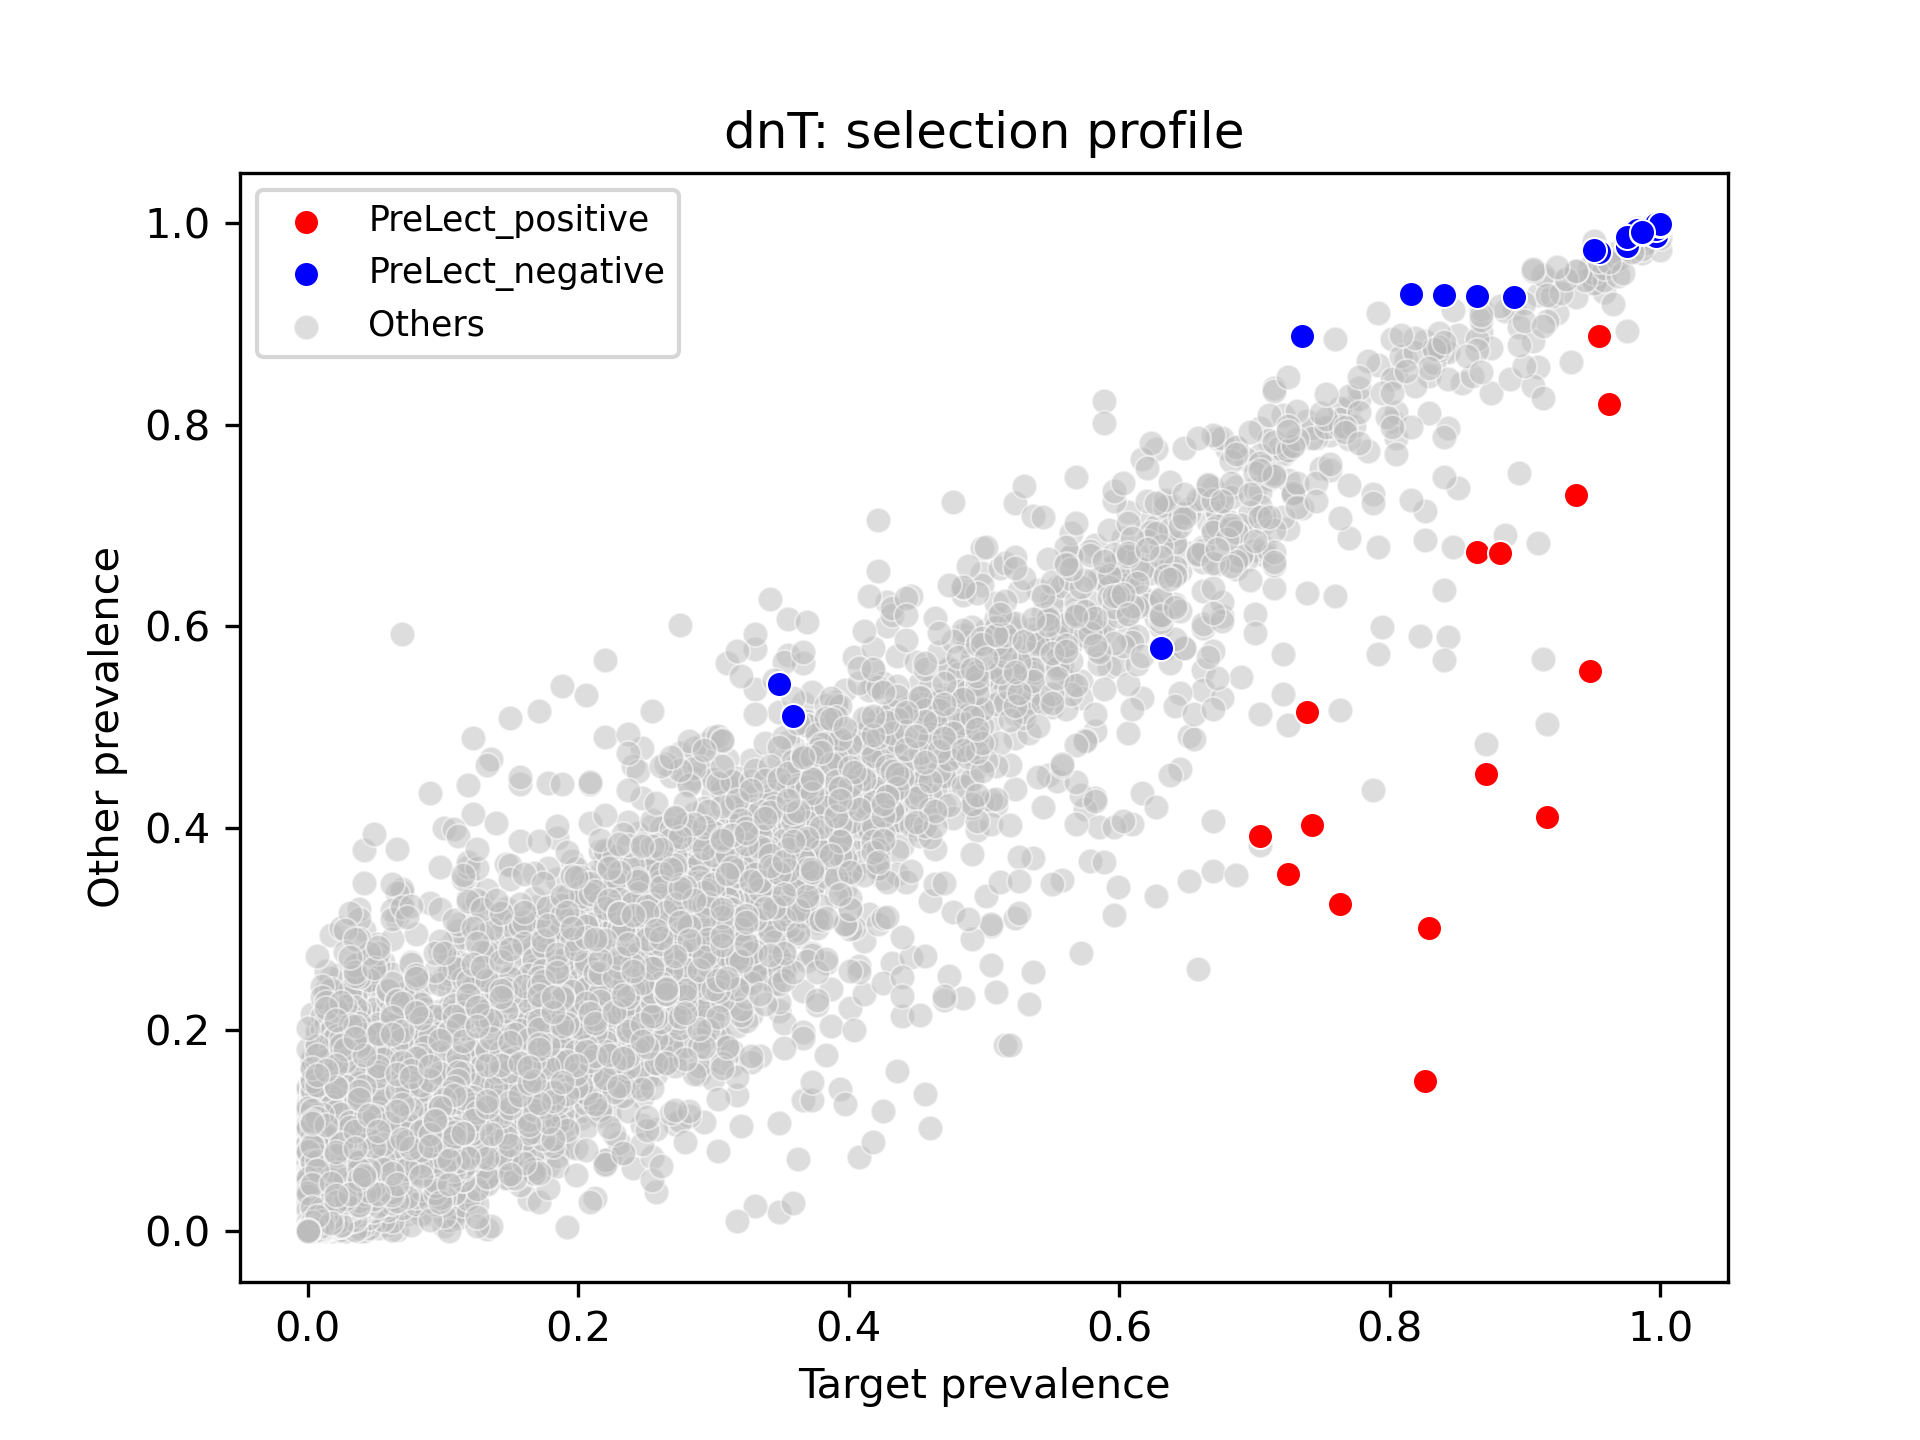 dnT: selection profile
PreLect_positive
PreLect_negative
Others
1.0
0.8
0.6
0.4
0.2
0.0
Other prevalence
0.0 0.2 0.4 0.6 0.8 1.0
Target prevalence